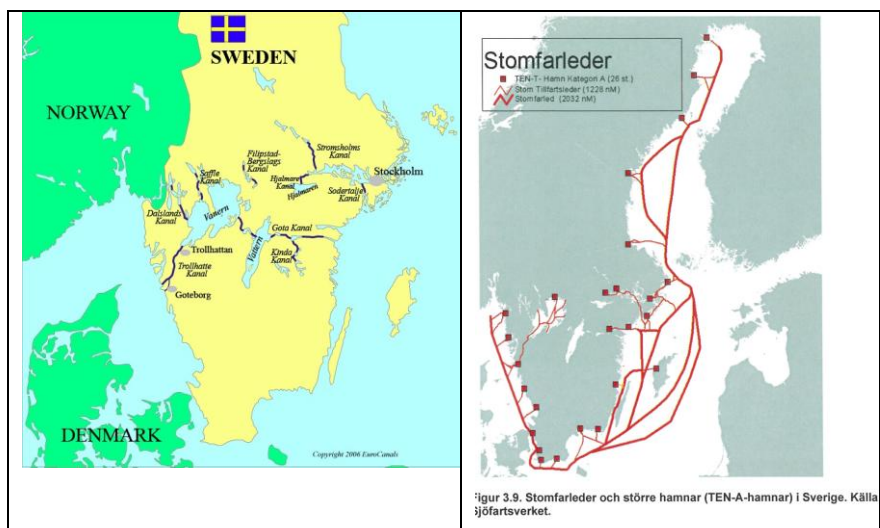 SWEDEN
NORWAY
Filipstad-
Bergslags
Kanal
Stromsholms
Kanal
Saffle
Kanal
Hjalmare
Kanal
Hjalmaren
Stockholm
Sodertalje
Kanal
Dalslands
Kanal
Vanern
Gota Kanal
Trollhattan
Vattern
Kinda
Kanal
Trollhatte
Kanal
Goteborg
DENMARK
Copyright 2006 EuroCanals
Stomfarleder
TEN-T- Hamn Kategori A (26 st.)
Stom Tillfartsleder (1228 nM)
Stomfarled (2032 nM)
igur 3.9. Stomfarleder och större hamnar (TEN-A-hamnar) i Sverige. Källa
jöfartsverket.